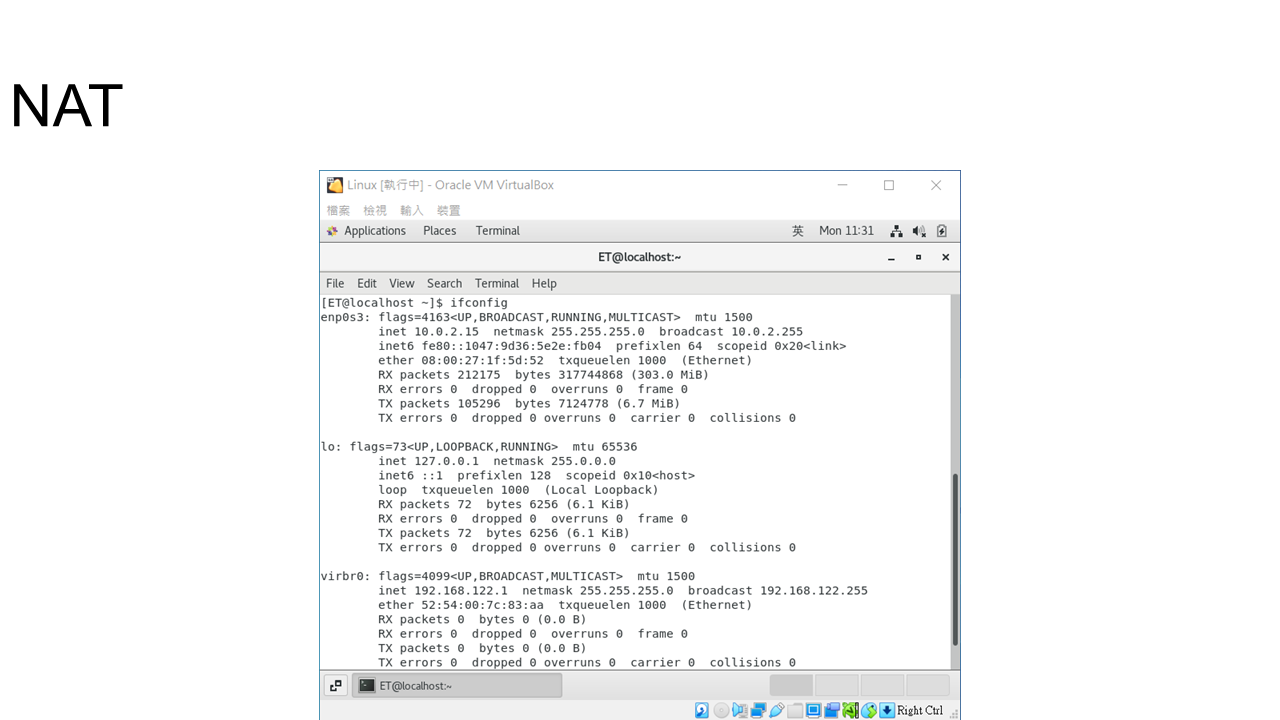 NAT
Linux [執行中] - Oracle VM VirtualBox
檔案 檢視 輸入 裝置
Applications Places Terminal 英 Mon 11:31
ET@localhost:~
File Edit View Search Terminal Help
[ET@localhost ~]$ ifconfig
enp0s3: flags=4163<UP,BROADCAST,RUNNING,MULTICAST>  mtu 1500
        inet 10.0.2.15  netmask 255.255.255.0  broadcast 10.0.2.255
        inet6 fe80::1047:9d36:5e2e:fb04  prefixlen 64  scopeid 0x20<link>
        ether 08:00:27:1f:5d:52  txqueuelen 1000  (Ethernet)
        RX packets 212175  bytes 317744868 (303.0 MiB)
        RX errors 0  dropped 0  overruns 0  frame 0
        TX packets 105296  bytes 7124778 (6.7 MiB)
        TX errors 0  dropped 0 overruns 0  carrier 0  collisions 0
lo: flags=73<UP,LOOPBACK,RUNNING>  mtu 65536
        inet 127.0.0.1  netmask 255.0.0.0
        inet6 ::1  prefixlen 128  scopeid 0x10<host>
        loop  txqueuelen 1000  (Local Loopback)
        RX packets 72  bytes 6256 (6.1 KiB)
        RX errors 0  dropped 0  overruns 0  frame 0
        TX packets 72  bytes 6256 (6.1 KiB)
        TX errors 0  dropped 0 overruns 0  carrier 0  collisions 0
virbr0: flags=4099<UP,BROADCAST,MULTICAST>  mtu 1500
        inet 192.168.122.1  netmask 255.255.255.0  broadcast 192.168.122.255
        ether 52:54:00:7c:83:aa  txqueuelen 1000  (Ethernet)
        RX packets 0  bytes 0 (0.0 B)
        RX errors 0  dropped 0  overruns 0  frame 0
        TX packets 0  bytes 0 (0.0 B)
        TX errors 0  dropped 0 overruns 0  carrier 0  collisions 0
ET@localhost:~
Right Ctrl